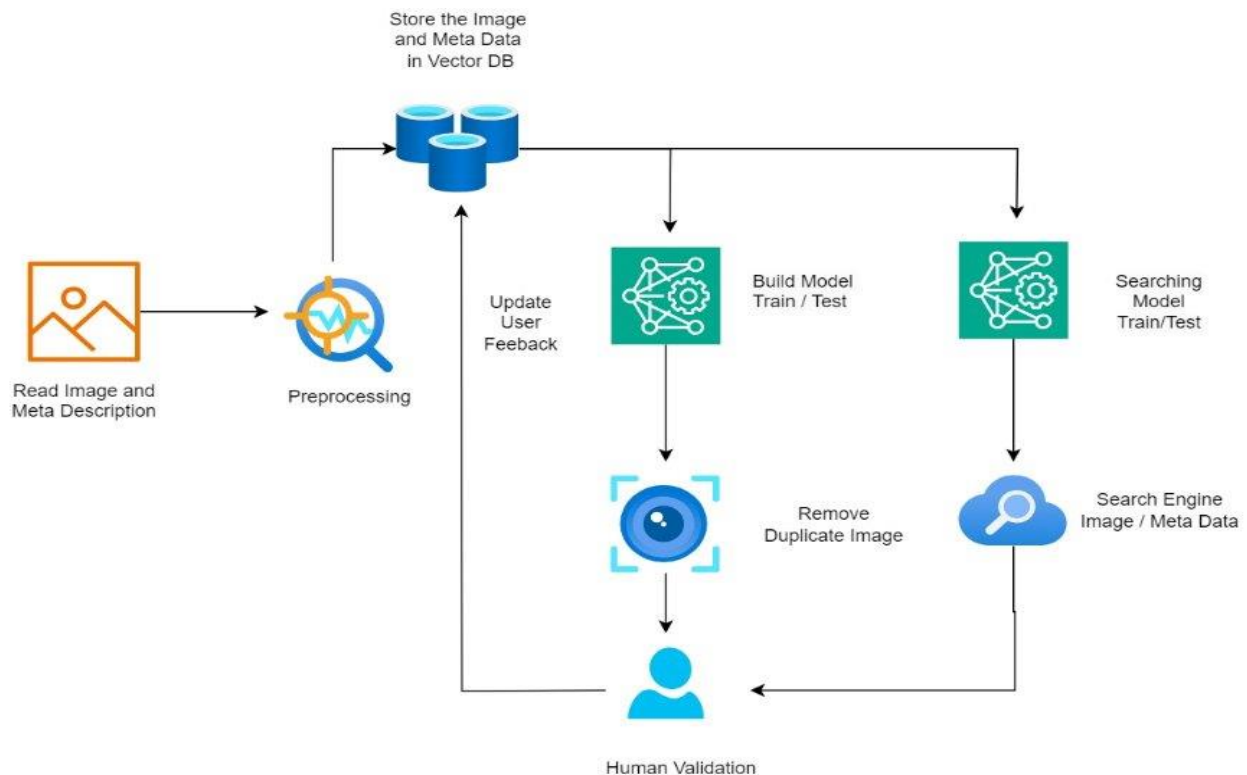 Store the Image
and Meta Data
in Vector DB
Read Image and
Meta Description
Preprocessing
Update
User
Feeback
Build Model
Train / Test
Searching
Model
Train/Test
Remove
Duplicate Image
Search Engine
Image / Meta Data
Human Validation